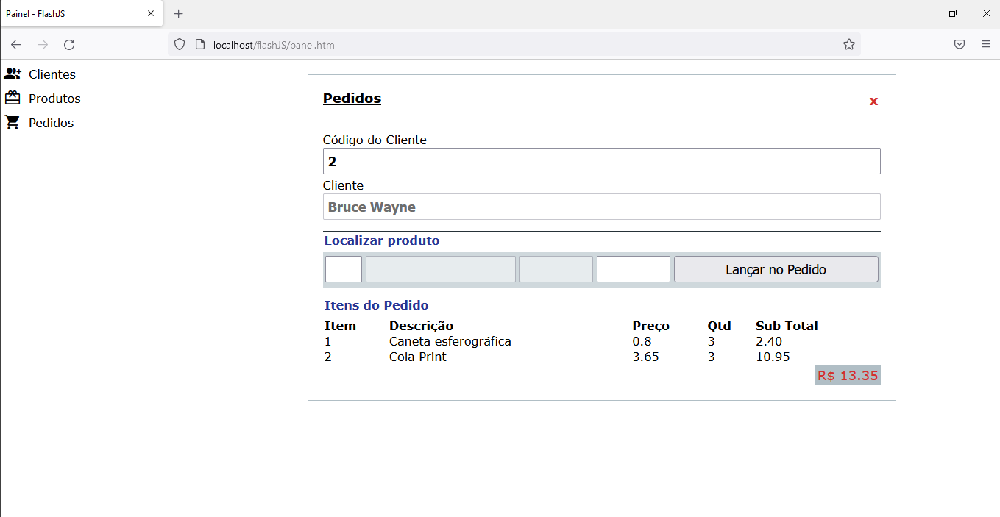 Painel - FlashJS
localhost/flashJS/panel.html
Clientes
Produtos
Pedidos
Pedidos
x
Código do Cliente
2
Cliente
Bruce Wayne
Localizar produto
Lançar no Pedido
Itens do Pedido
Item Descrição Preço Qtd Sub Total
1 Caneta esferográfica 0.8 3 2.40
2 Cola Print 3.65 3 10.95
R$ 13.35